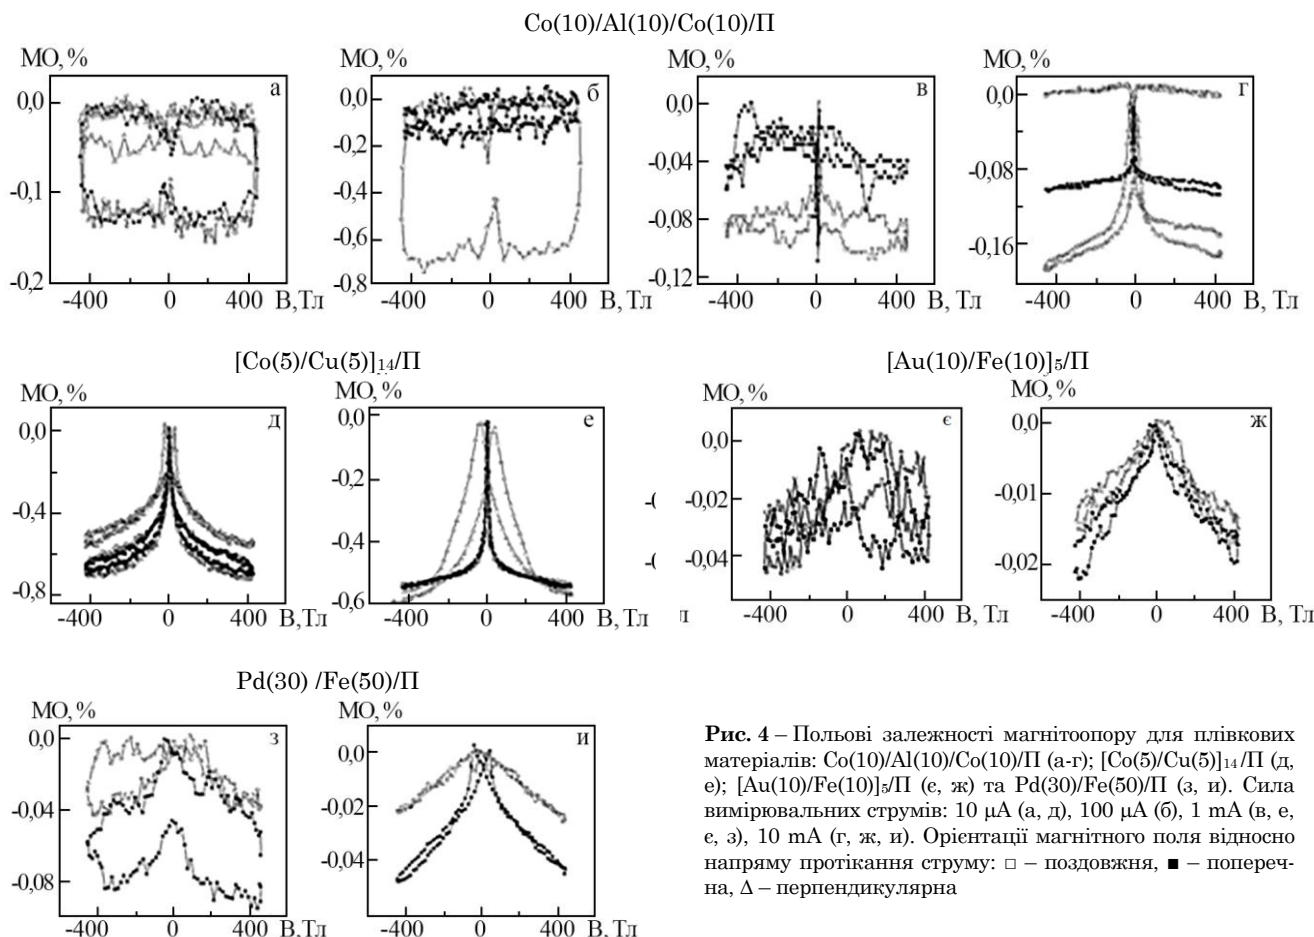 Co(10)/Al(10)/Co(10)/П
МО, %
МО, %
МО, %
МО, %
а
б
в
г
0,0
-0,1
-0,2
0,0
-0,2
-0,4
-0,6
-0,8
0,0
-0,04
-0,08
-0,12
0,0
-0,08
-0,16
-400 0 400 В, Тл
-400 0 400 В, Тл
-400 0 400 В, Тл
-400 0 400 В, Тл
[Co(5)/Cu(5)]14/П
[Au(10)/Fe(10)]5/П
МО, %
МО, %
МО, %
МО, %
д
е
є
ж
0,0
-0,4
-0,8
0,0
-0,2
-0,4
-0,6
0,0
-0,02
-0,04
0,0
-0,01
-0,02
-400 0 400 В, Тл
-400 0 400 В, Тл
-400 0 400 В, Тл
-400 0 400 В, Тл
Pd(30) /Fe(50)/П
МО, %
МО, %
з
и
0,0
-0,04
-0,08
0,0
-0,02
-0,04
-400 0 400 В, Тл
-400 0 400 В, Тл
Рис. 4 – Польові залежності магнітоопору для плівкових
матеріалів: Co(10)/Al(10)/Co(10)/П (а-г); [Co(5)/Cu(5)]14/П (д,
е); [Au(10)/Fe(10)]5/П (є, ж) та Pd(30)/Fe(50)/П (з, и). Сила
вимірювальних струмів: 10 μA (а, д), 100 μA (б), 1 mA (в, е,
є, з), 10 mA (г, ж, и). Орієнтації магнітного поля відносно
напряму протікання струму: □ – поздовжня, ■ – попереч-
на, Δ – перпендикулярна